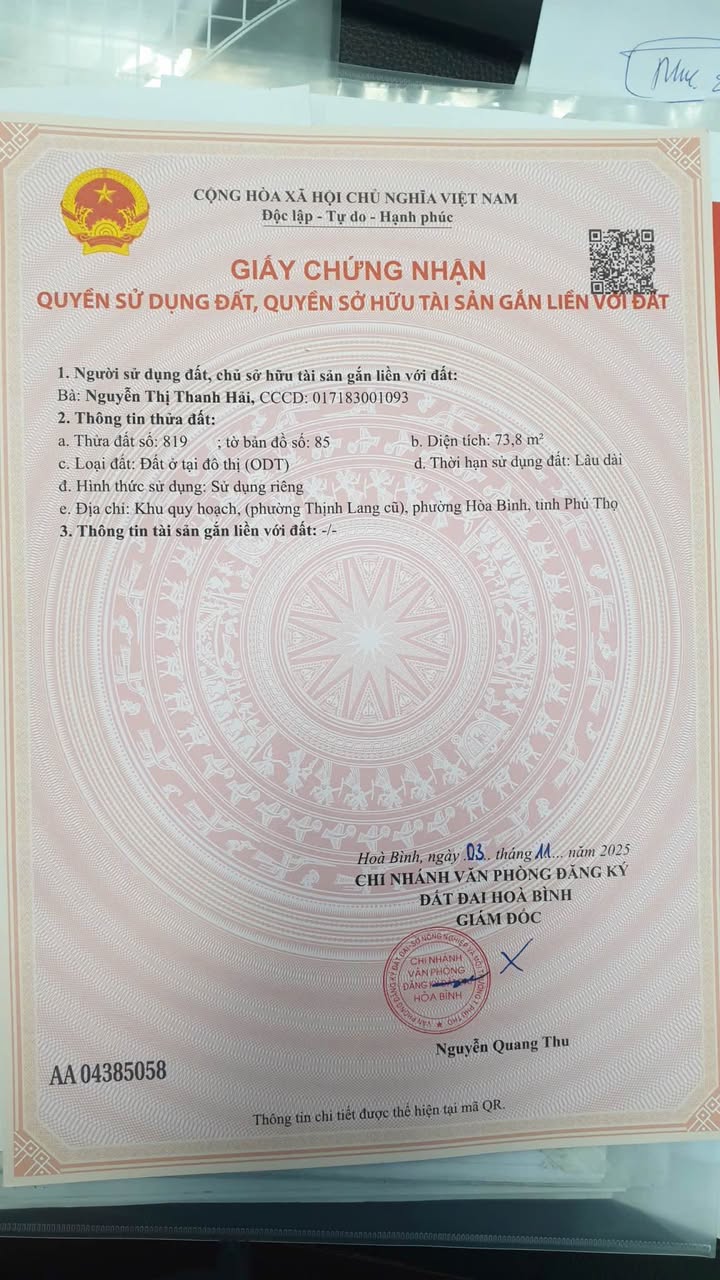 CỘNG HÒA XÃ HỘI CHỦ NGHĨA VIỆT NAM
Độc lập - Tự do - Hạnh phúc
GIẤY CHỨNG NHẬN
QUYỀN SỬ DỤNG ĐẤT, QUYỀN SỞ HỮU TÀI SẢN GẮN LIỀN VỚI ĐẤT
1. Người sử dụng đất, chủ sở hữu tài sản gắn liền với đất:
Bà: Nguyễn Thị Thanh Hải, CCCD: 017183001093
2. Thông tin thửa đất:
a. Thửa đất số: 819 ; tờ bản đồ số: 85 b. Diện tích: 73,8 m²
c. Loại đất: Đất ở tại đô thị (ODT) d. Thời hạn sử dụng đất: Lâu dài
đ. Hình thức sử dụng: Sử dụng riêng
e. Địa chỉ: Khu quy hoạch, (phường Thịnh Lang cũ), phường Hòa Bình, tỉnh Phú Thọ
3. Thông tin tài sản gắn liền với đất: -/-
Hoà Bình, ngày .03.. tháng 11... năm 2025
CHI NHÁNH VĂN PHÒNG ĐĂNG KÝ
ĐẤT ĐAI HOÀ BÌNH
GIÁM ĐỐC
CHI NHÁNH
VĂN PHÒNG
HÒA BÌNH
Nguyễn Quang Thu
AA 04385058
Thông tin chi tiết được thể hiện tại mã QR.